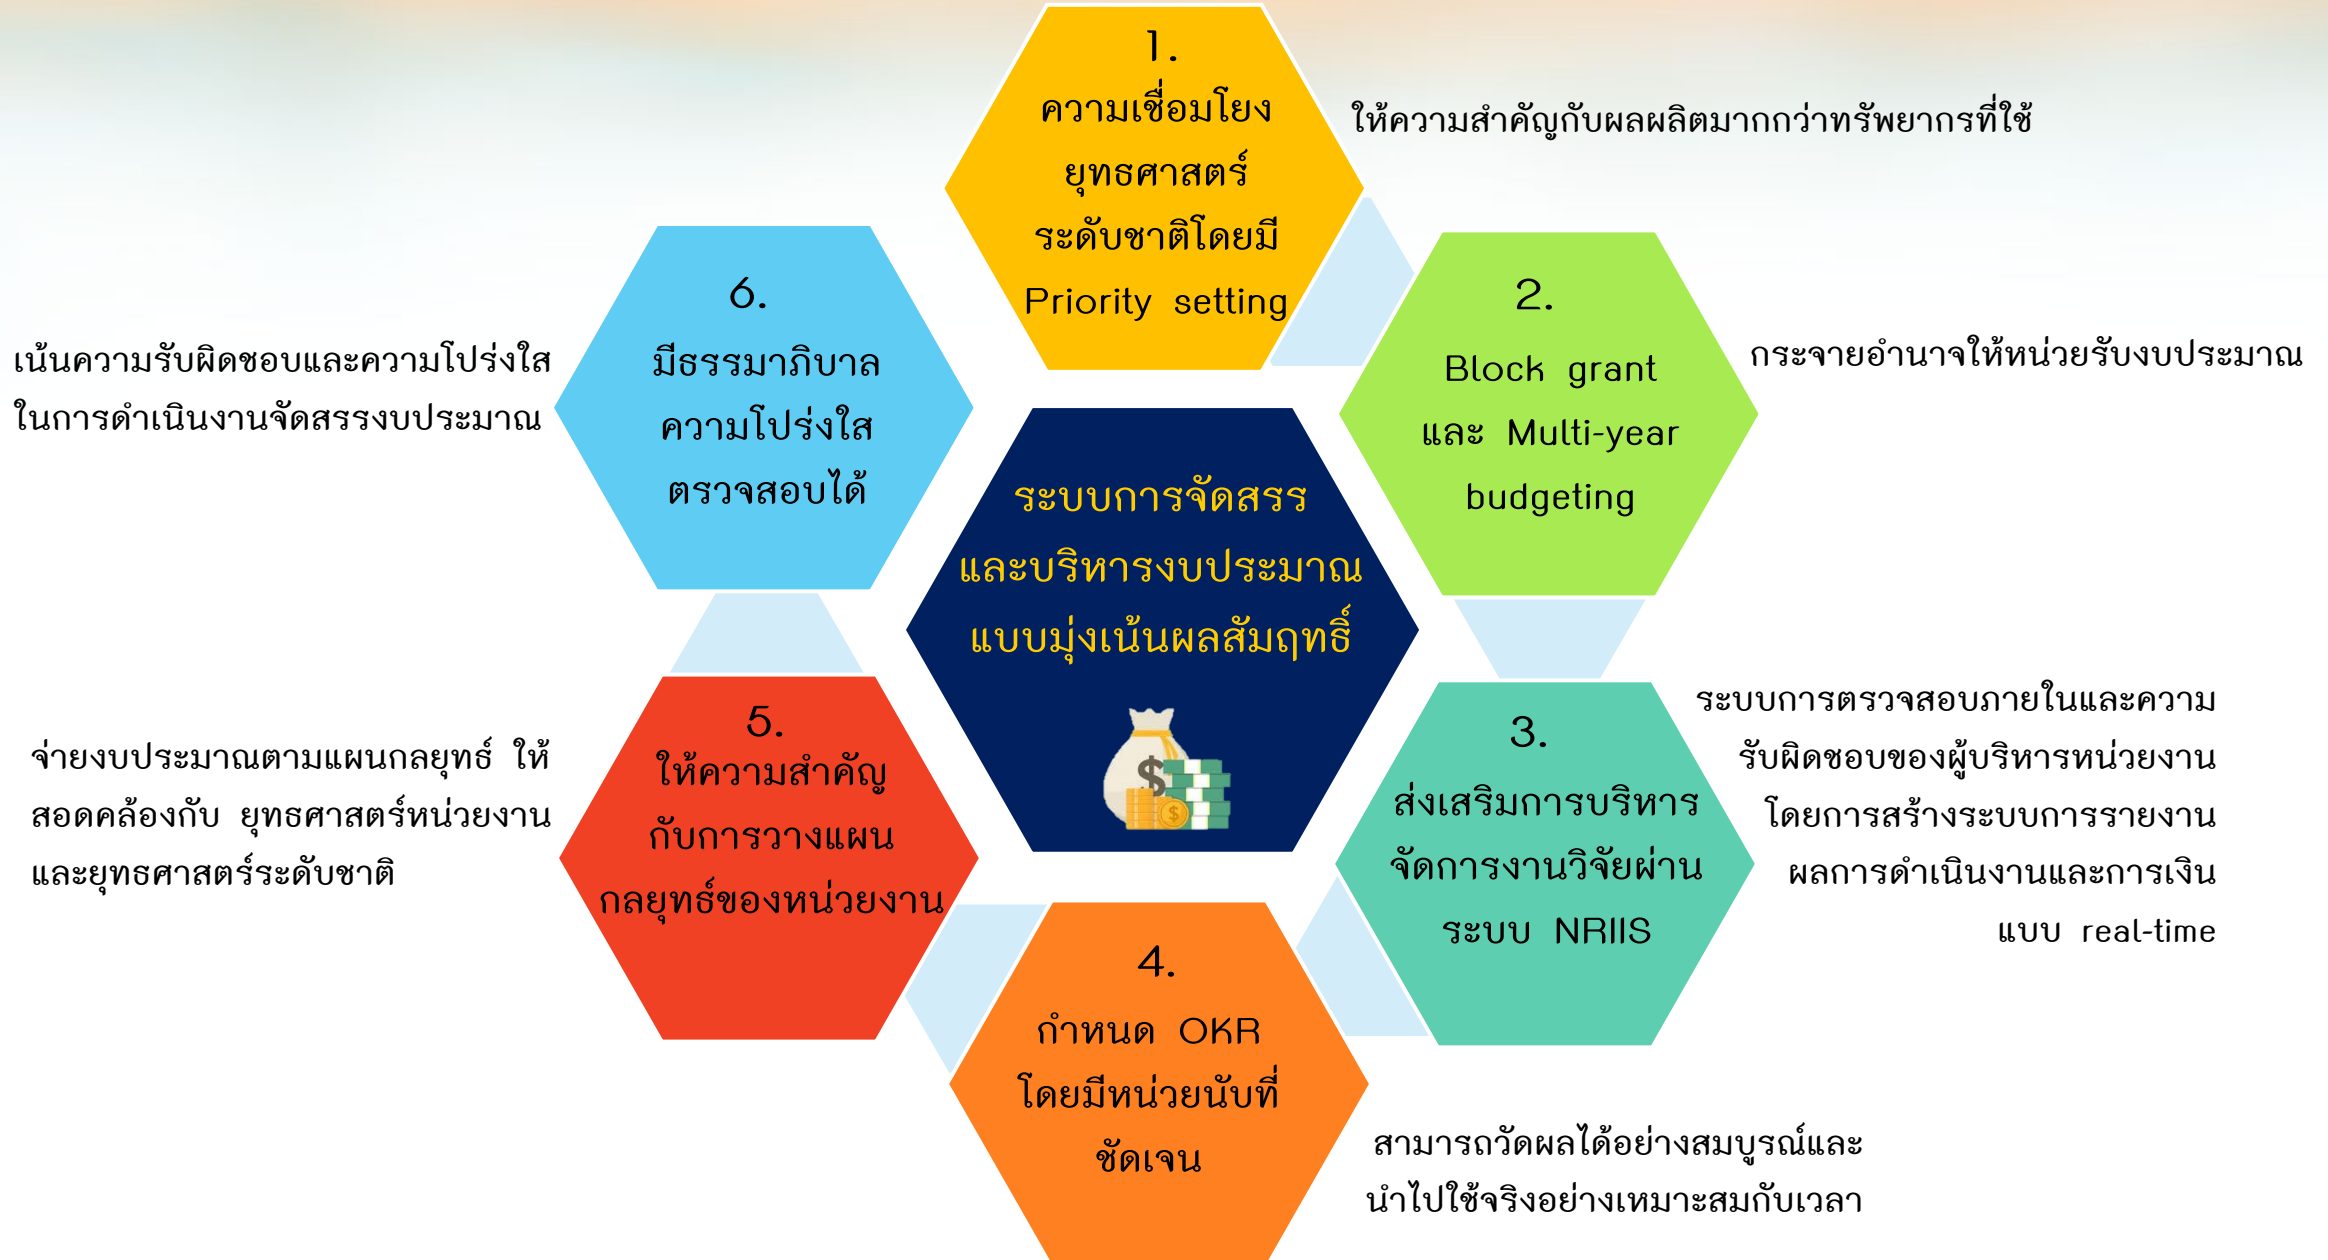 1.
ความเชื่อมโยง
ยุทธศาสตร์
ระดับชาติโดยมี
Priority setting
ให้ความสำคัญกับผลผลิตมากกว่าทรัพยากรที่ใช้
2.
Block grant
และ Multi-year
budgeting
กระจายอำนาจให้หน่วยรับงบประมาณ
3.
ส่งเสริมการบริหาร
จัดการงานวิจัยผ่าน
ระบบ NRIIS
ระบบการตรวจสอบภายในและความ
รับผิดชอบของผู้บริหารหน่วยงาน
โดยการสร้างระบบการรายงาน
ผลการดำเนินงานและการเงิน
แบบ real-time
4.
กำหนด OKR
โดยมีหน่วยนับที่
ชัดเจน
สามารถวัดผลได้อย่างสมบูรณ์และ
นำไปใช้จริงอย่างเหมาะสมกับเวลา
5.
ให้ความสำคัญ
กับการวางแผน
กลยุทธ์ของหน่วยงาน
จ่ายงบประมาณตามแผนกลยุทธ์ ให้
สอดคล้องกับ ยุทธศาสตร์หน่วยงาน
และยุทธศาสตร์ระดับชาติ
6.
มีธรรมาภิบาล
ความโปร่งใส
ตรวจสอบได้
เน้นความรับผิดชอบและความโปร่งใส
ในการดำเนินงานจัดสรรงบประมาณ
ระบบการจัดสรร
และบริหารงบประมาณ
แบบมุ่งเน้นผลสัมฤทธิ์
$
$